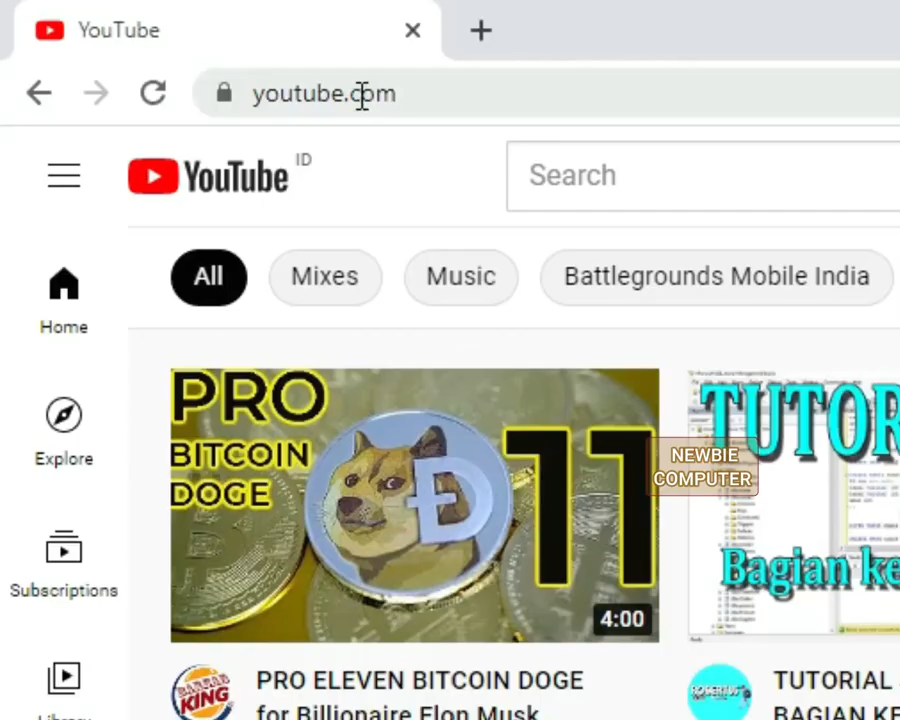 YouTube
youtube.com
YouTube ID
Search
All
Mixes
Music
Battlegrounds Mobile India
Home
Explore
Subscriptions
Library
PRO
BITCOIN
DOGE
11
4:00
NEWBIE
COMPUTER
TUTOR
Bagian ke
PRO ELEVEN BITCOIN DOGE
for Billionaire Elon Musk
TUTORIAL
BAGIAN KE